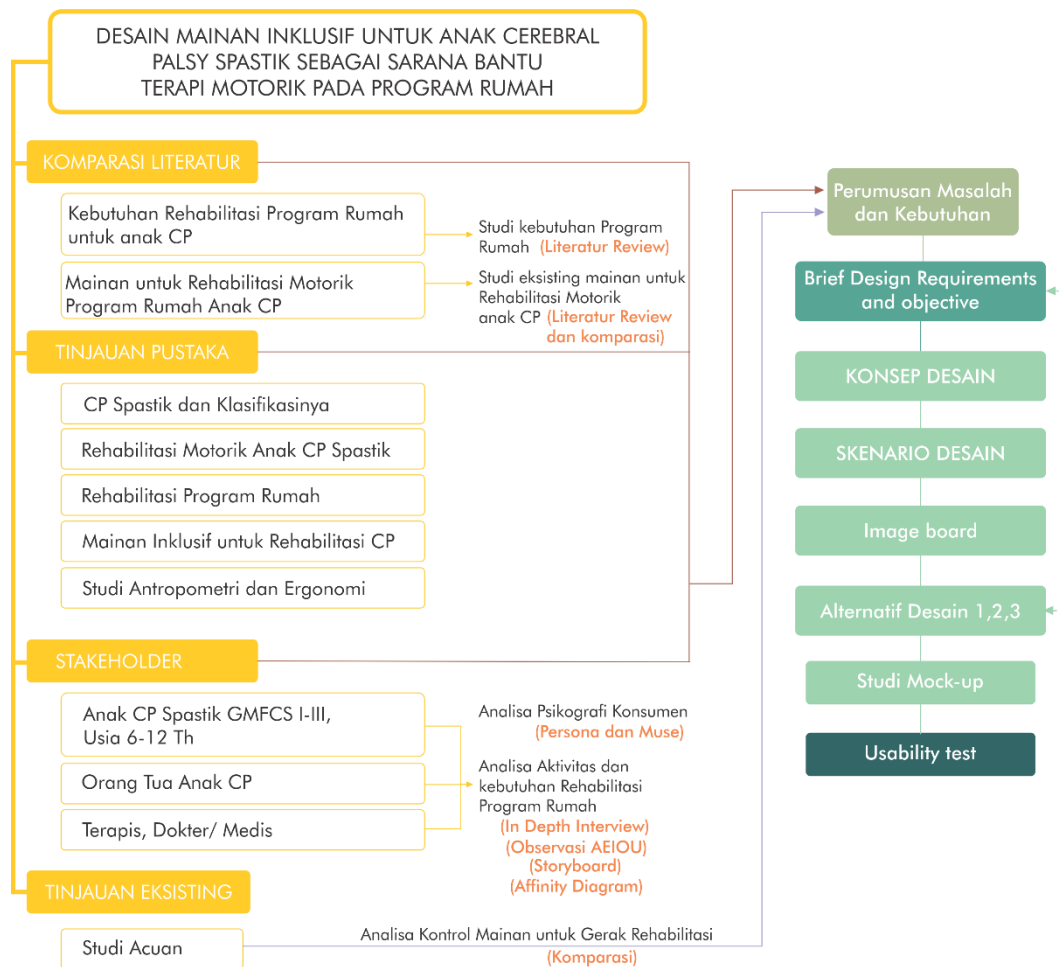 DESAIN MAINAN INKLUSIF UNTUK ANAK CEREBRAL
PALSY SPASTIK SEBAGAI SARANA BANTU
TERAPI MOTORIK PADA PROGRAM RUMAH
KOMPARASI LITERATUR
Kebutuhan Rehabilitasi Program Rumah
untuk anak CP
Studi kebutuhan Program
Rumah (Literatur Review)
Mainan untuk Rehabilitasi Motorik
Program Rumah Anak CP
Studi eksisting mainan untuk
Rehabilitasi Motorik
anak CP (Literatur Review
dan komparasi)
TINJAUAN PUSTAKA
CP Spastik dan Klasifikasinya
Rehabilitasi Motorik Anak CP Spastik
Rehabilitasi Program Rumah
Mainan Inklusif untuk Rehabilitasi CP
Studi Antropometri dan Ergonomi
STAKEHOLDER
Anak CP Spastik GMFCS I-III,
Usia 6-12 Th
Orang Tua Anak CP
Terapis, Dokter/ Medis
Analisa Psikografi Konsumen
(Persona dan Muse)
Analisa Aktivitas dan
kebutuhan Rehabilitasi
Program Rumah
(In Depth Interview)
(Observasi AEIOU)
(Storyboard)
(Affinity Diagram)
TINJAUAN EKSISTING
Studi Acuan
Analisa Kontrol Mainan untuk Gerak Rehabilitasi
(Komparasi)
Perumusan Masalah
dan Kebutuhan
Brief Design Requirements
and objective
KONSEP DESAIN
SKENARIO DESAIN
Image board
Alternatif Desain 1,2,3
Studi Mock-up
Usability test